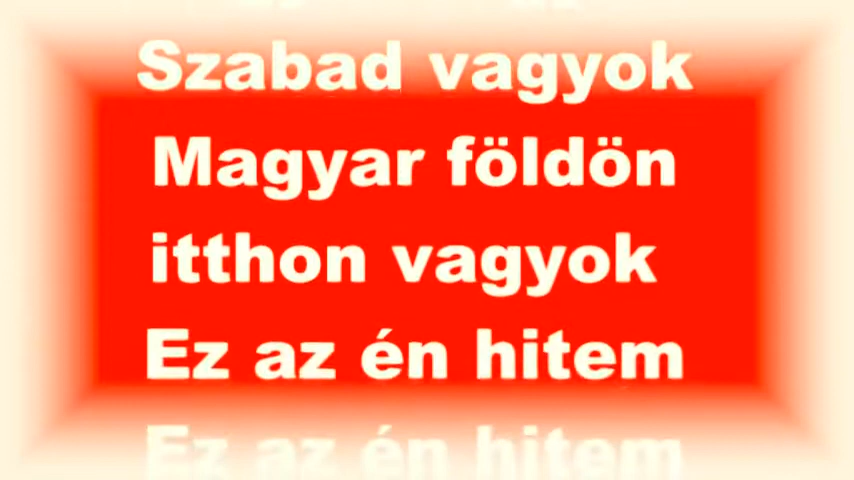 Szabad vagyok
Magyar földön
itthon vagyok
Ez az én hitem
Ez az én hitem